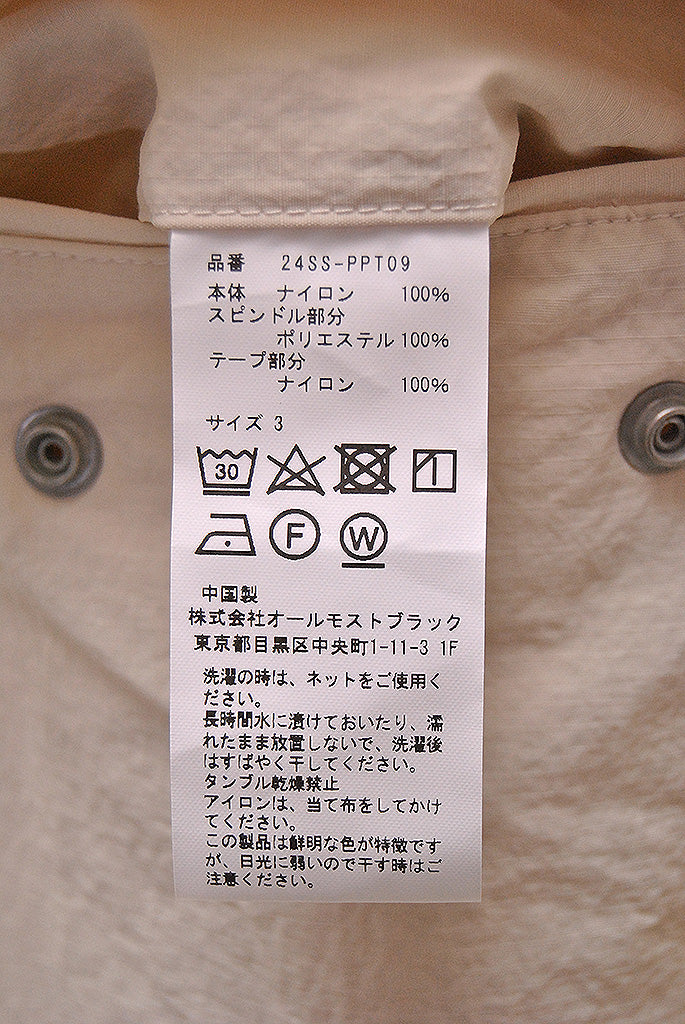 品番 24SS-PPT09
本体 ナイロン 100%
スピンドル部分
ポリエステル 100%
テープ部分
ナイロン 100%
サイズ 3
30
F W
中国製
株式会社オールモストブラック
東京都目黒区中央町1-11-3 1F
洗濯の時は、ネットをご使用く
ださい。
長時間水に漬けておいたり、濡
れたまま放置しないで、洗濯後
はすばやく干してください。
タンブル乾燥禁止
アイロンは、当て布をしてかけ
てください。
この製品は鮮明な色が特徴です
が、日光に弱いので干す時はご
注意ください。